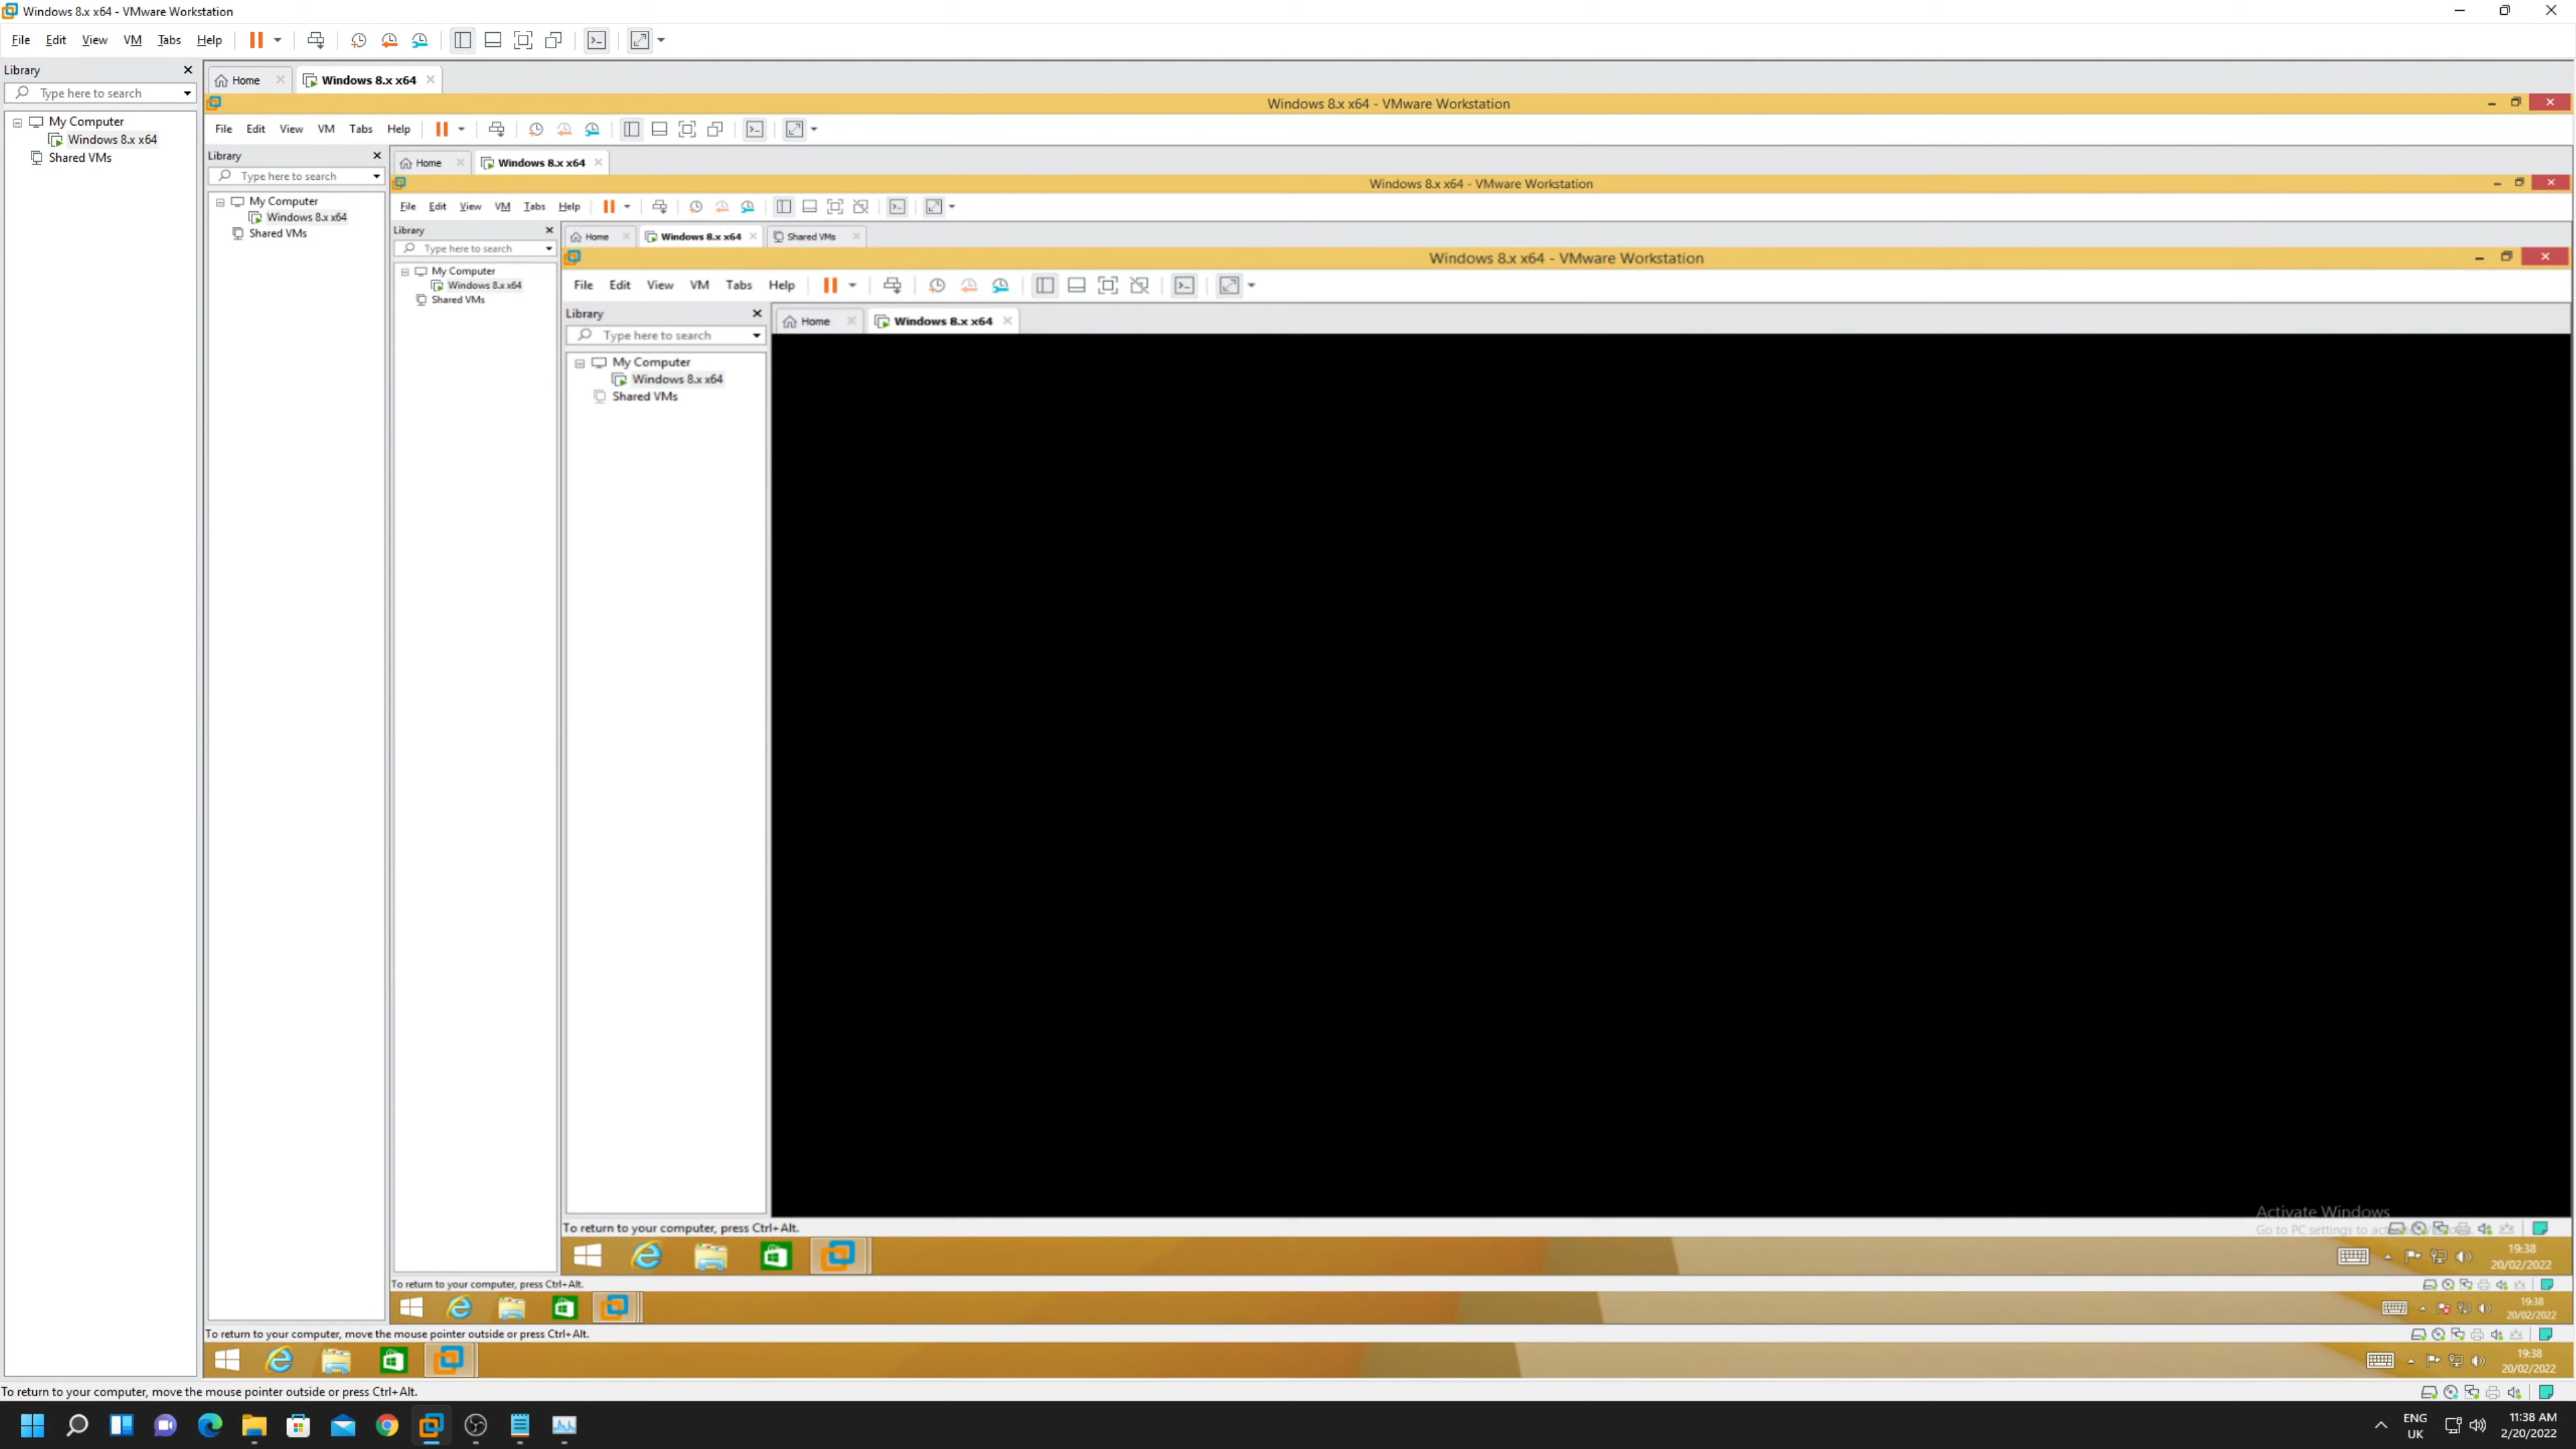 Windows 8.x x64 - VMware Workstation
File Edit View VM Tabs Help
Library
Type here to search
My Computer
Windows 8.x x64
Shared VMs
Home Windows 8.x x64
Windows 8.x x64 - VMware Workstation
File Edit View VM Tabs Help
Library
Type here to search
My Computer
Windows 8.x x64
Shared VMs
Home Windows 8.x x64
Windows 8.x x64 - VMware Workstation
File Edit View VM Tabs Help
Library
Type here to search
My Computer
Windows 8.x x64
Shared VMs
Home Windows 8.x x64 Shared VMs
Windows 8.x x64 - VMware Workstation
File Edit View VM Tabs Help
Library
Type here to search
My Computer
Windows 8.x x64
Shared VMs
Home Windows 8.x x64
Activate Windows
Go to PC settings to
To return to your computer, press Ctrl+Alt.
19:38
20/02/2022
To return to your computer, press Ctrl+Alt.
19:38
20/02/2022
To return to your computer, move the mouse pointer outside or press Ctrl+Alt.
19:38
20/02/2022
To return to your computer, move the mouse pointer outside or press Ctrl+Alt.
ENG
UK
11:38 AM
2/20/2022